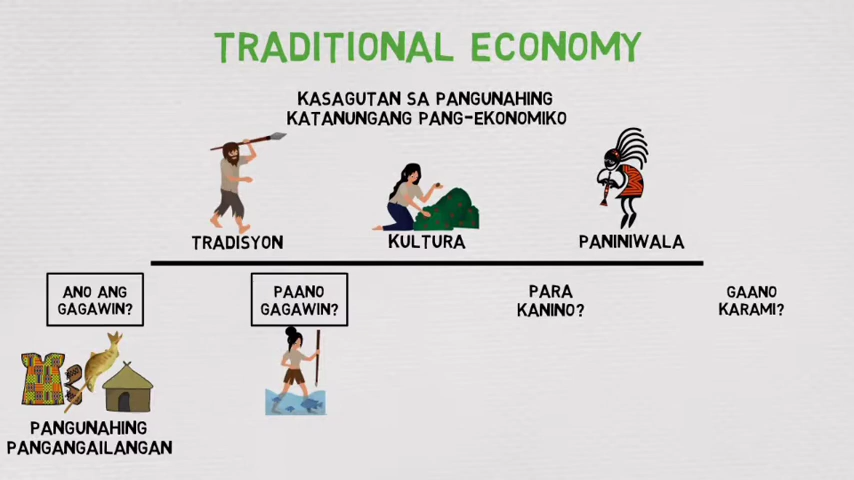 TRADITIONAL ECONOMY
KASAGUTAN SA PANGUNAHING
KATANUNGANG PANG-EKONOMIKO
TRADISYON
KULTURA
PANINIWALA
ANO ANG
GAGAWIN?
PAANO
GAGAWIN?
PARA
KANINO?
GAANO
KARAMI?
PANGUNAHING
PANGANGAILANGAN